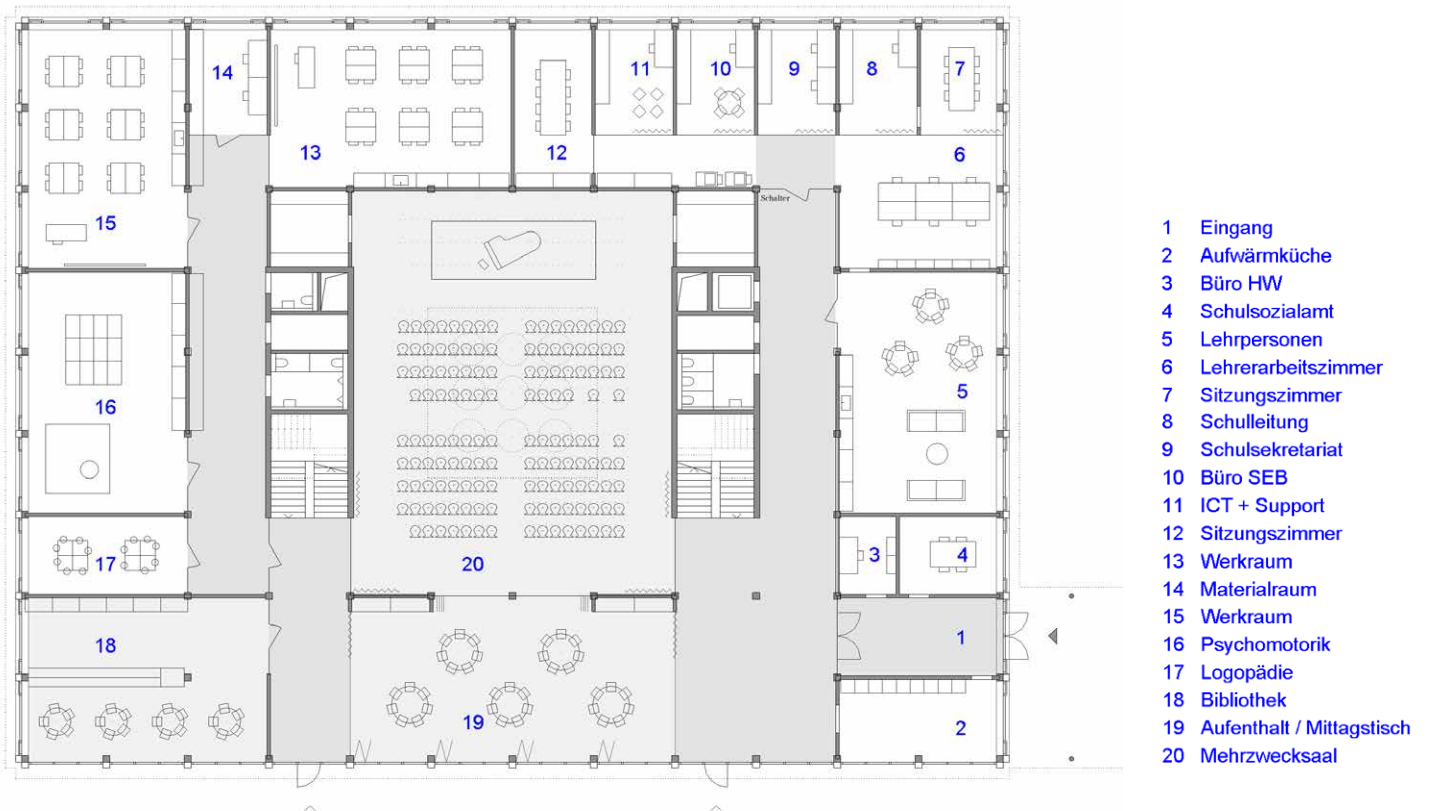 14
11
10
9
8
7
13
12
6
Schalter
15
16
5
17
20
3
4
18
1
19
2
1 Eingang
2 Aufwärmküche
3 Büro HW
4 Schulsozialamt
5 Lehrpersonen
6 Lehrerarbeitszimmer
7 Sitzungszimmer
8 Schulleitung
9 Schulsekretariat
10 Büro SEB
11 ICT + Support
12 Sitzungszimmer
13 Werkraum
14 Materialraum
15 Werkraum
16 Psychomotorik
17 Logopädie
18 Bibliothek
19 Aufenthalt / Mittagstisch
20 Mehrzwecksaal